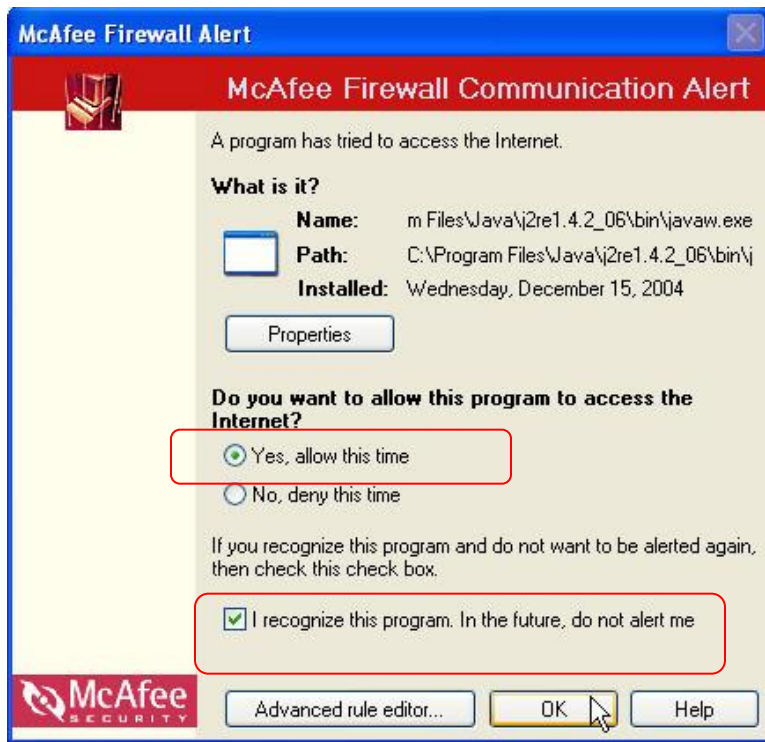 McAfee Firewall Alert
McAfee Firewall Communication Alert
A program has tried to access the Internet.
What is it?
Name: m Files\Java\j2re1.4.2_06\bin\javaw.exe
Path: C:\Program Files\Java\j2re1.4.2_06\bin\j
Installed: Wednesday, December 15, 2004
Properties
Do you want to allow this program to access the
Internet?
Yes, allow this time
No, deny this time
If you recognize this program and do not want to be alerted again,
then check this check box.
I recognize this program. In the future, do not alert me
McAfee
SECURITY
Advanced rule editor... OK Help